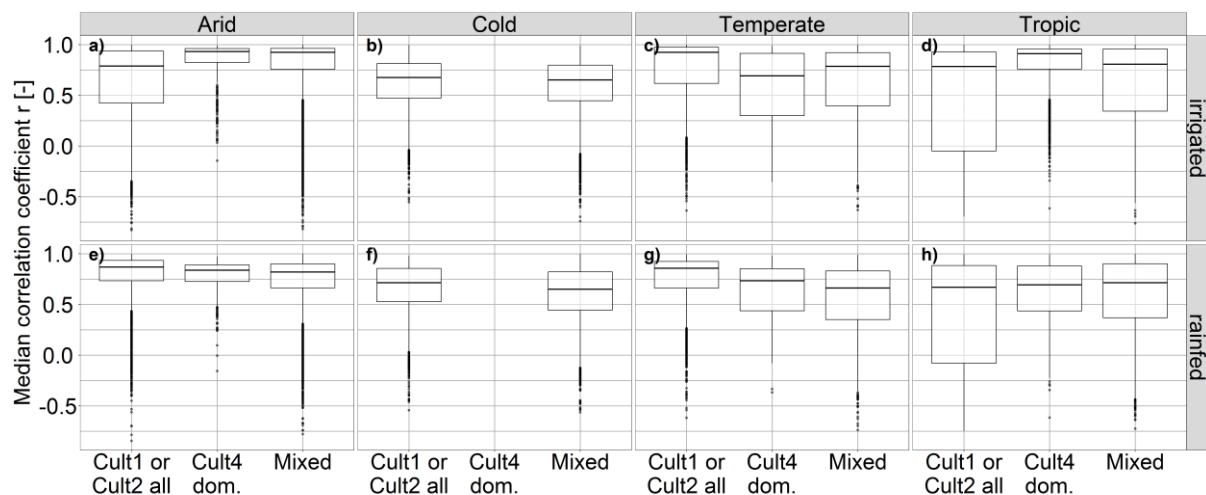 Arid Cold Temperate Tropic
a) b) c) d)
1.0
0.5
0.0
-0.5
irrigated
Median correlation coefficient r [-]
e) f) g) h)
1.0
0.5
0.0
-0.5
rainfed
Cult1 or Cult4 Mixed Cult1 or Cult4 Mixed Cult1 or Cult4 Mixed Cult1 or Cult4 Mixed
Cult2 all dom. Cult2 all dom. Cult2 all dom. Cult2 all dom.